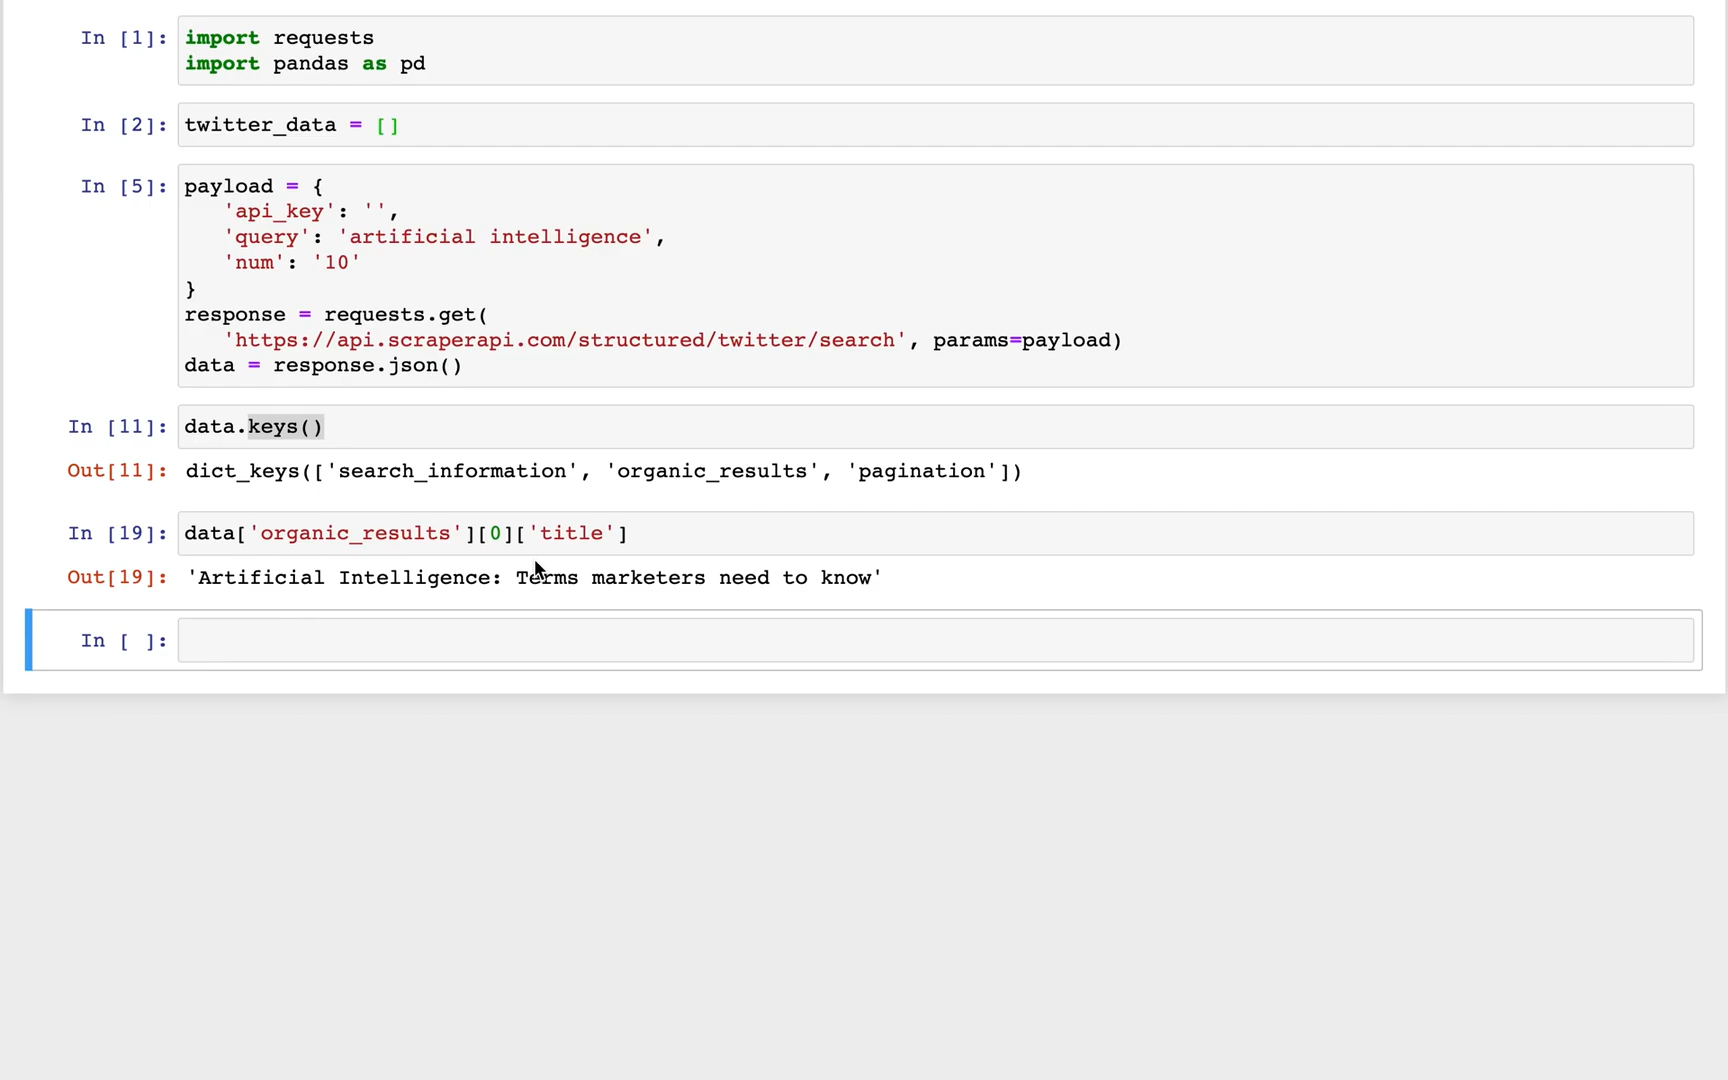 In [1]: import requests
import pandas as pd
In [2]: twitter_data = []
In [5]: payload = {
'api_key': '',
'query': 'artificial intelligence',
'num': '10'
}
response = requests.get(
'https://api.scraperapi.com/structured/twitter/search', params=payload)
data = response.json()
In [11]: data.keys()
Out[11]: dict_keys(['search_information', 'organic_results', 'pagination'])
In [19]: data['organic_results'][0]['title']
Out[19]: 'Artificial Intelligence: Terms marketers need to know'
In [ ]: